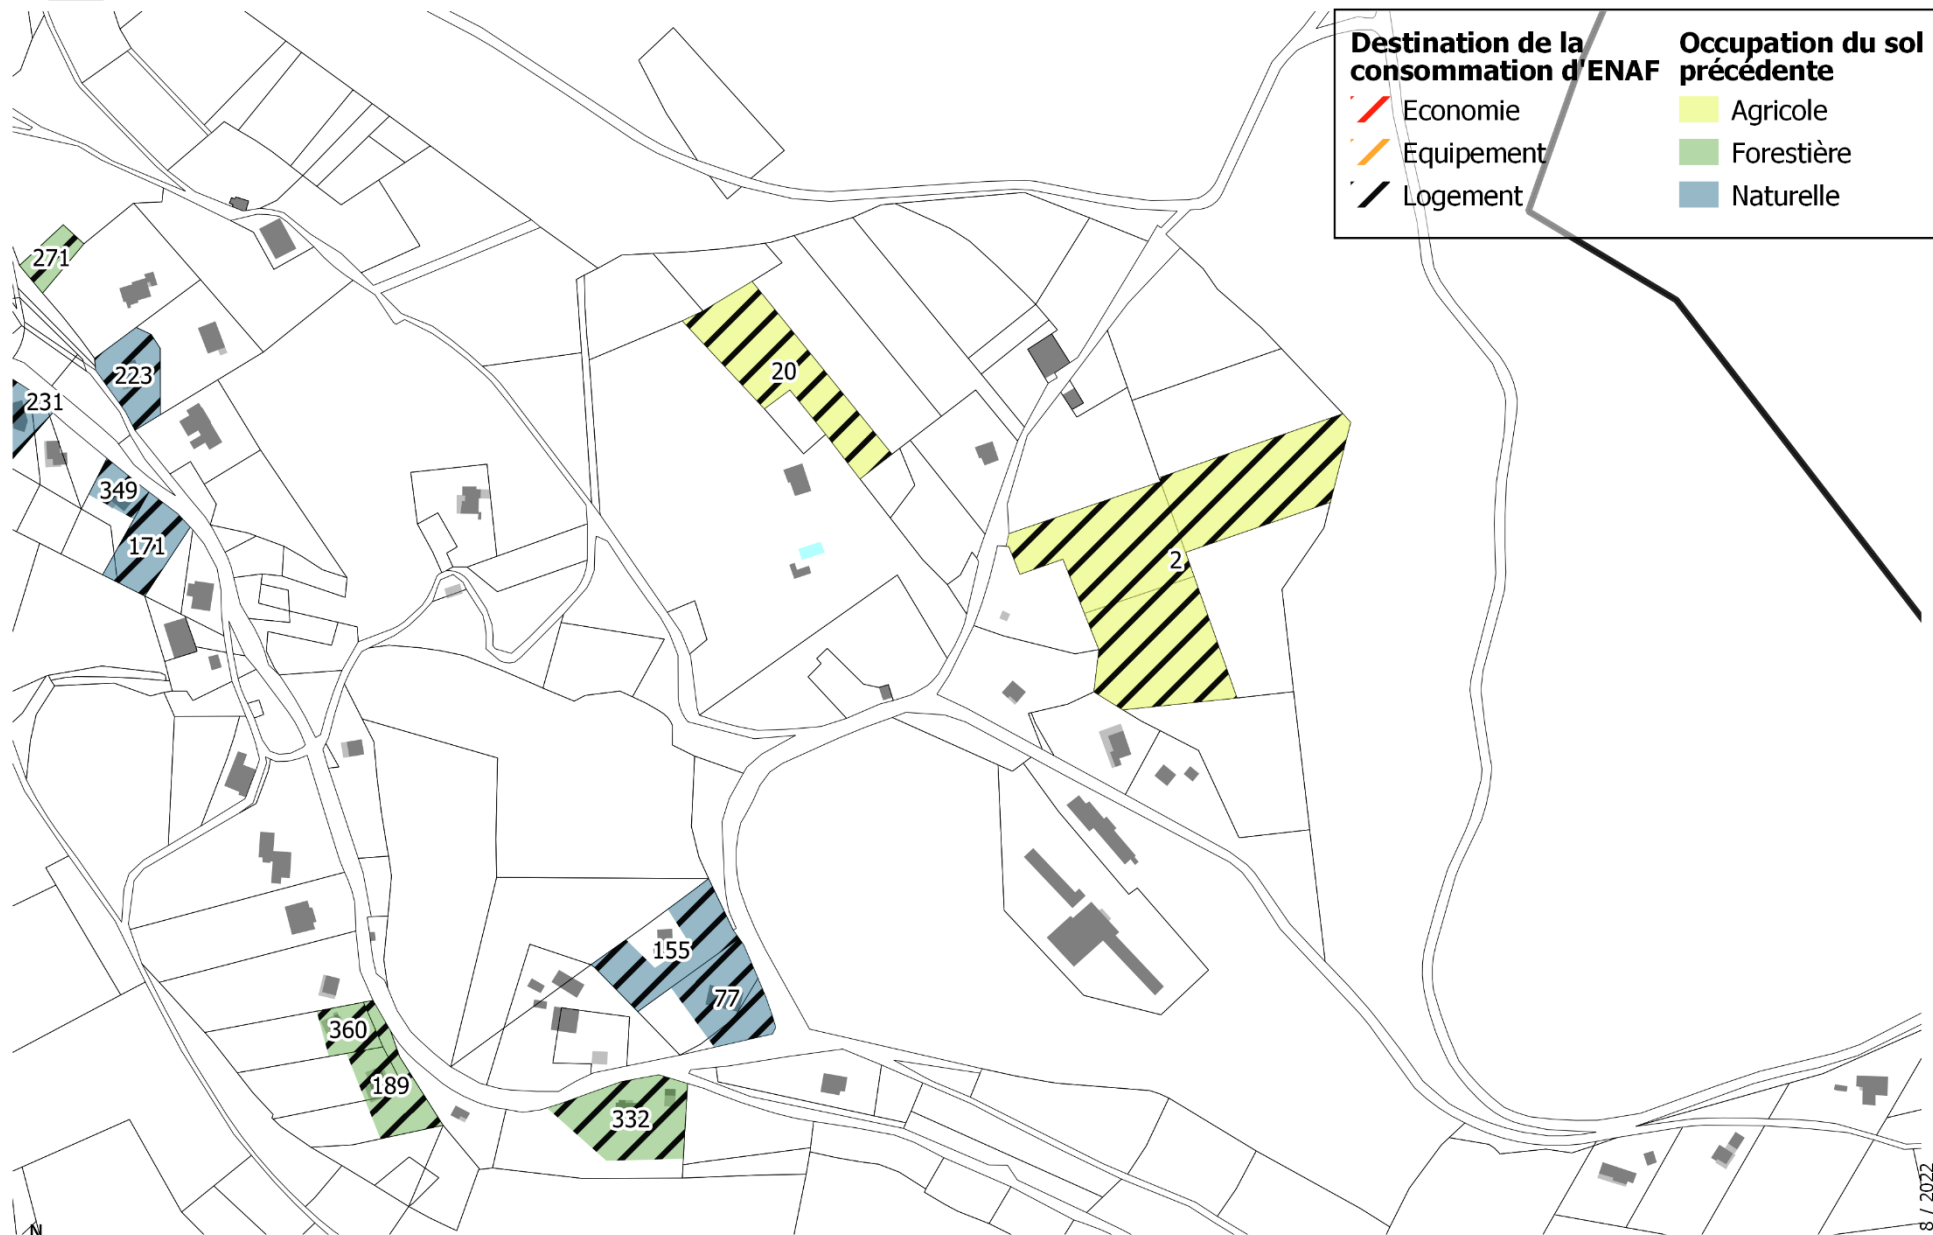 Destination de la
consommation d'ENAF
Economie
Equipement
Logement
Occupation du sol
précédente
Agricole
Forestière
Naturelle
271
223
231
349
171
20
2
155
77
360
189
332
N
8 / 2022